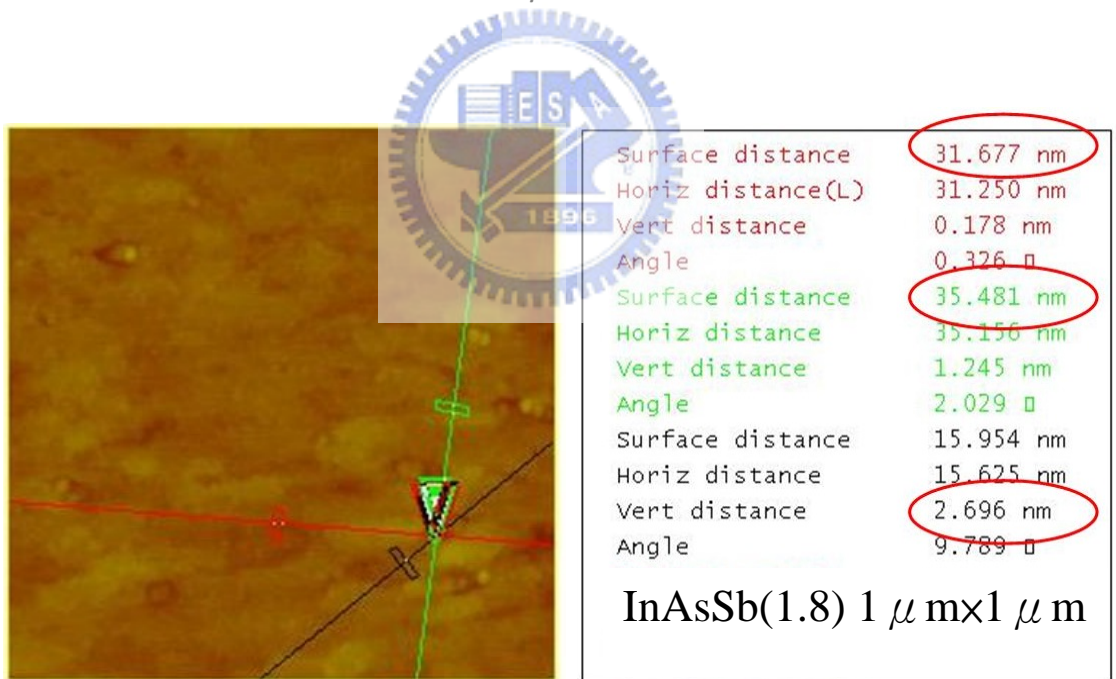 ESA
1896
Surface distance 31.677 nm
Horiz distance(L) 31.250 nm
Vert distance 0.178 nm
Angle 0.326 ▯
Surface distance 35.481 nm
Horiz distance 35.156 nm
Vert distance 1.245 nm
Angle 2.029 ▯
Surface distance 15.954 nm
Horiz distance 15.625 nm
Vert distance 2.696 nm
Angle 9.789 ▯
InAsSb(1.8) 1 μm×1 μm